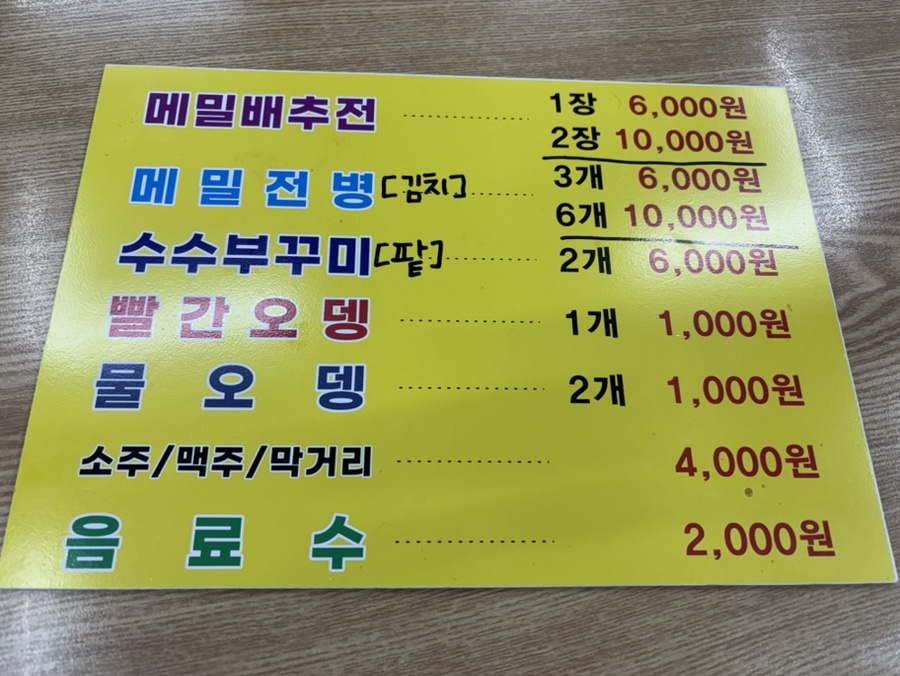 메밀배추전 .................... 1장 6,000원
2장 10,000원
메밀전병[김치] .......... 3개 6,000원
6개 10,000원
수수부꾸미[팥] .............. 2개 6,000원
빨간오뎅 ...................... 1개 1,000원
물오뎅 ...................... 2개 1,000원
소주/맥주/막거리 ...................... 4,000원
음료수 ...................... 2,000원